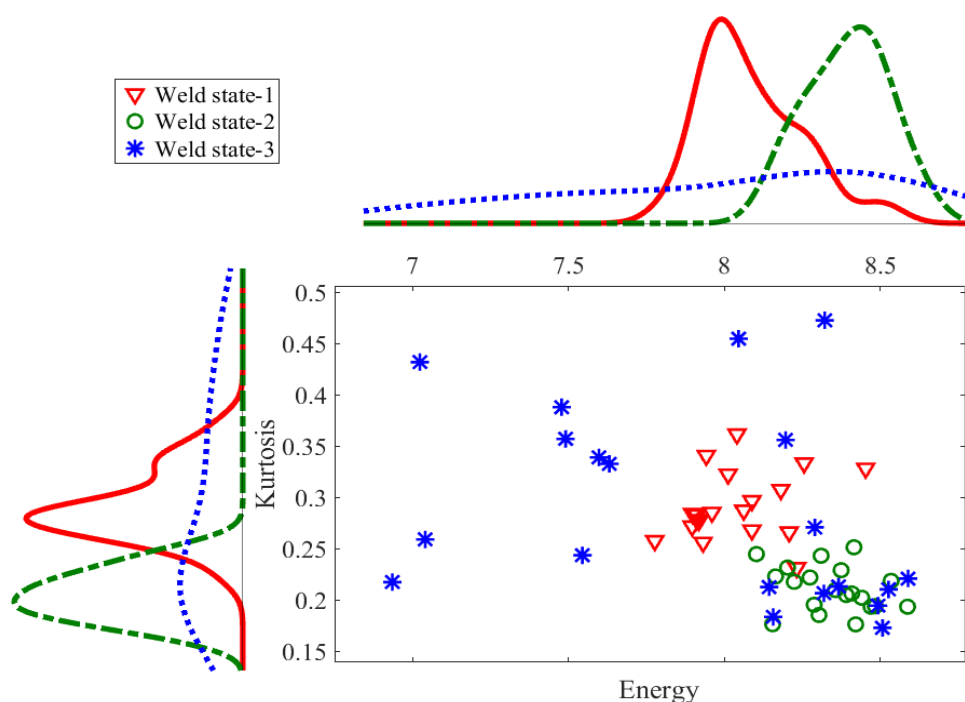 Weld state-1
Weld state-2
Weld state-3
7 7.5 8 8.5
0.5
0.45
0.4
0.35
0.3
0.25
0.2
0.15
Kurtosis
Energy